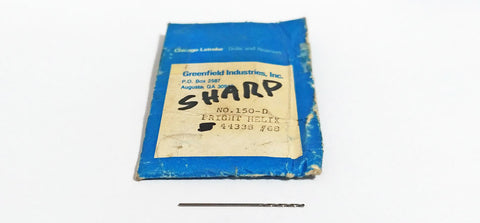 Chicago-Latrobe Drills and Reamers
Greenfield Industries, Inc.
P.O. Box 2587
Augusta, GA
SHARP
NO.150-D
BRIGHT HELIX
44338 #68